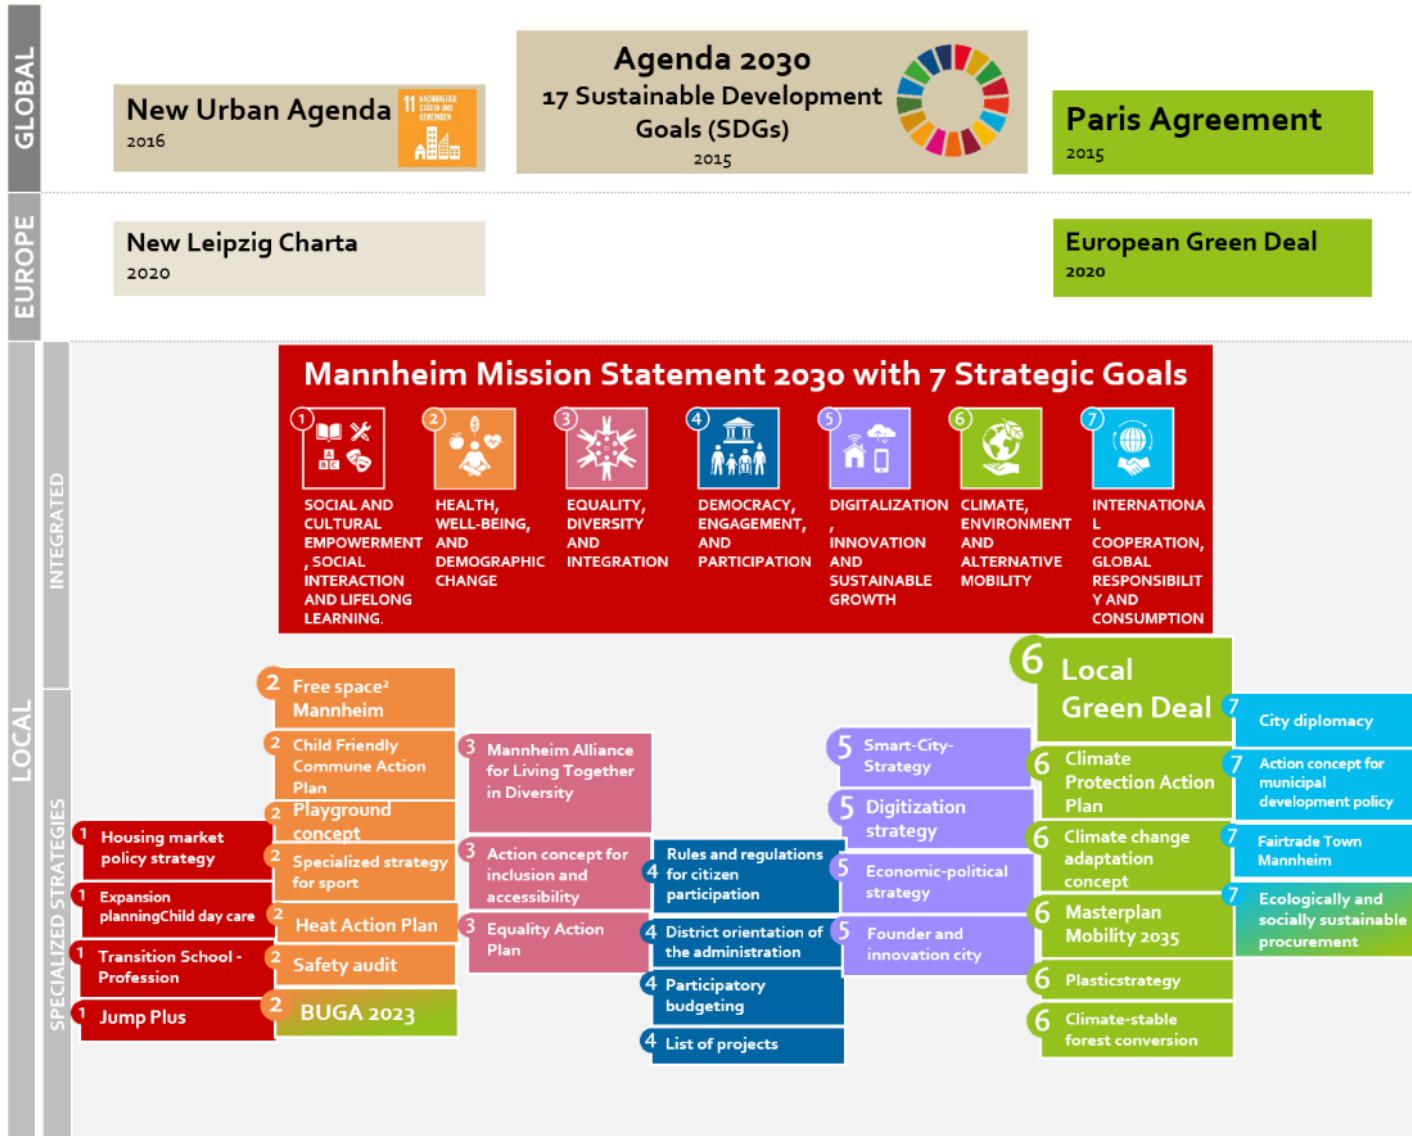 GLOBAL
New Urban Agenda
2016
11 NACHHALTIGE
STÄDTE UND
GEMEINDEN
Agenda 2030
17 Sustainable Development
Goals (SDGs)
2015
Paris Agreement
2015
EUROPE
New Leipzig Charta
2020
European Green Deal
2020
LOCAL
INTEGRATED
Mannheim Mission Statement 2030 with 7 Strategic Goals
1
A
B C
SOCIAL AND
CULTURAL
EMPOWERMENT
, SOCIAL
INTERACTION
AND LIFELONG
LEARNING.
2
HEALTH,
WELL-BEING,
AND
DEMOGRAPHIC
CHANGE
3
EQUALITY,
DIVERSITY
AND
INTEGRATION
4
DEMOCRACY,
ENGAGEMENT,
AND
PARTICIPATION
5
DIGITALIZATION
,
INNOVATION
AND
SUSTAINABLE
GROWTH
6
CLIMATE,
ENVIRONMENT
AND
ALTERNATIVE
MOBILITY
7
INTERNATIONA
L
COOPERATION,
GLOBAL
RESPONSIBILIT
Y AND
CONSUMPTION
SPECIALIZED STRATEGIES
1 Housing market
policy strategy
1 Expansion
planningChild day care
1 Transition School -
Profession
1 Jump Plus
2 Free space²
Mannheim
2 Child Friendly
Commune Action
Plan
2 Playground
concept
2 Specialized strategy
for sport
2 Heat Action Plan
2 Safety audit
2 BUGA 2023
3 Mannheim Alliance
for Living Together
in Diversity
3 Action concept for
inclusion and
accessibility
3 Equality Action
Plan
4 Rules and regulations
for citizen
participation
4 District orientation of
the administration
4 Participatory
budgeting
4 List of projects
5 Smart-City-
Strategy
5 Digitization
strategy
5 Economic-political
strategy
5 Founder and
innovation city
6 Local
Green Deal
6 Climate
Protection Action
Plan
6 Climate change
adaptation
concept
6 Masterplan
Mobility 2035
6 Plasticstrategy
6 Climate-stable
forest conversion
7 City diplomacy
7 Action concept for
municipal
development policy
7 Fairtrade Town
Mannheim
7 Ecologically and
socially sustainable
procurement